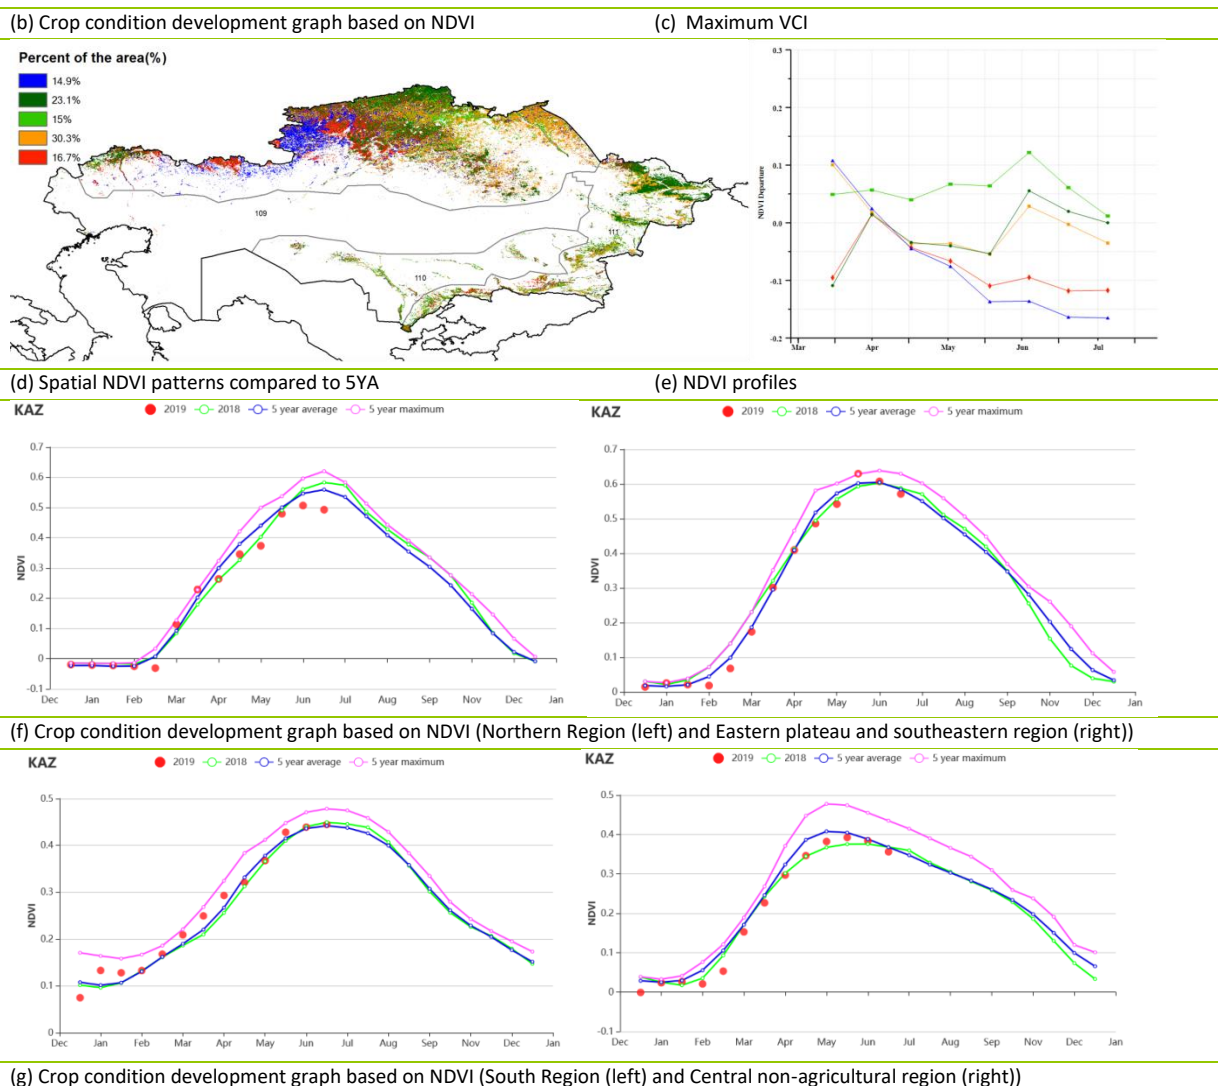 (b) Crop condition development graph based on NDVI (c) Maximum VCI
Percent of the area(%)
14.9%
23.1%
15%
30.3%
16.7%
109
110
111
0.3
0.2
0.1
0.0
-0.1
-0.2
NDVI Departure
Mar Apr May Jun Jul
(d) Spatial NDVI patterns compared to 5YA (e) NDVI profiles
KAZ 2019 2018 5 year average 5 year maximum
0.7
0.6
0.5
0.4
0.3
0.2
0.1
0
-0.1
NDVI
Dec Jan Feb Mar Apr May Jun Jul Aug Sep Oct Nov Dec Jan
KAZ 2019 2018 5 year average 5 year maximum
0.7
0.6
0.5
0.4
0.3
0.2
0.1
0
NDVI
Dec Jan Feb Mar Apr May Jun Jul Aug Sep Oct Nov Dec Jan
(f) Crop condition development graph based on NDVI (Northern Region (left) and Eastern plateau and southeastern region (right))
KAZ 2019 2018 5 year average 5 year maximum
0.5
0.4
0.3
0.2
0.1
0
NDVI
Dec Jan Feb Mar Apr May Jun Jul Aug Sep Oct Nov Dec Jan
KAZ 2019 2018 5 year average 5 year maximum
0.5
0.4
0.3
0.2
0.1
0
-0.1
NDVI
Dec Jan Feb Mar Apr May Jun Jul Aug Sep Oct Nov Dec Jan
(g) Crop condition development graph based on NDVI (South Region (left) and Central non-agricultural region (right))